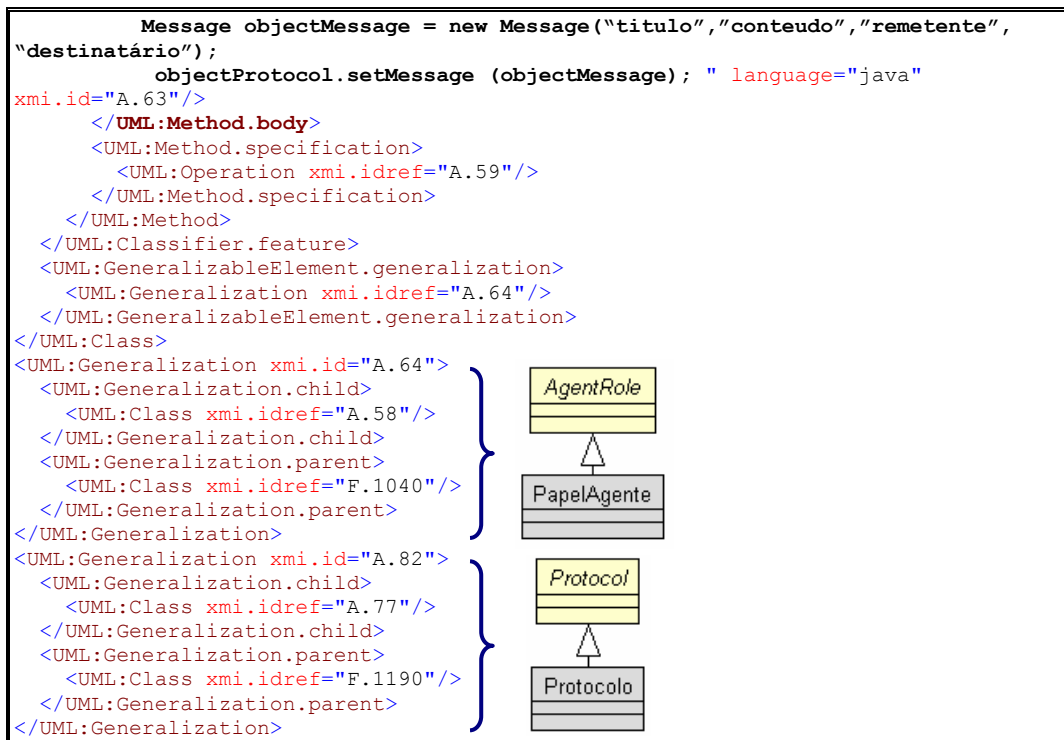 Message objectMessage = new Message(“titulo”,”conteudo”,”remetente”,
“destinatário”);
objectProtocol.setMessage (objectMessage); " language="java"
xmi.id="A.63"/>
</UML:Method.body>
<UML:Method.specification>
<UML:Operation xmi.idref="A.59"/>
</UML:Method.specification>
</UML:Method>
</UML:Classifier.feature>
<UML:GeneralizableElement.generalization>
<UML:Generalization xmi.idref="A.64"/>
</UML:GeneralizableElement.generalization>
</UML:Class>
<UML:Generalization xmi.id="A.64">
<UML:Generalization.child>
<UML:Class xmi.idref="A.58"/>
</UML:Generalization.child>
<UML:Generalization.parent>
<UML:Class xmi.idref="F.1040"/>
</UML:Generalization.parent>
</UML:Generalization>
AgentRole
PapelAgente
<UML:Generalization xmi.id="A.82">
<UML:Generalization.child>
<UML:Class xmi.idref="A.77"/>
</UML:Generalization.child>
<UML:Generalization.parent>
<UML:Class xmi.idref="F.1190"/>
</UML:Generalization.parent>
</UML:Generalization>
Protocol
Protocolo